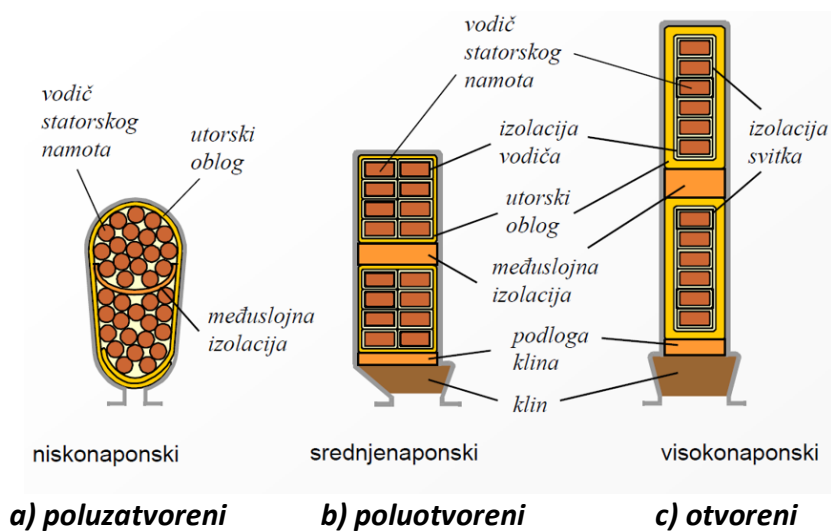 vodič
statorskog
namota
utorski
oblog
međuslojna
izolacija
niskonaponski
vodič
statorskog
namota
izolacija
vodiča
utorski
oblog
međuslojna
izolacija
podloga
klina
klin
srednjenaponski
izolacija
svitka
visokonaponski
a) poluzatvoreni
b) poluotvoreni
c) otvoreni